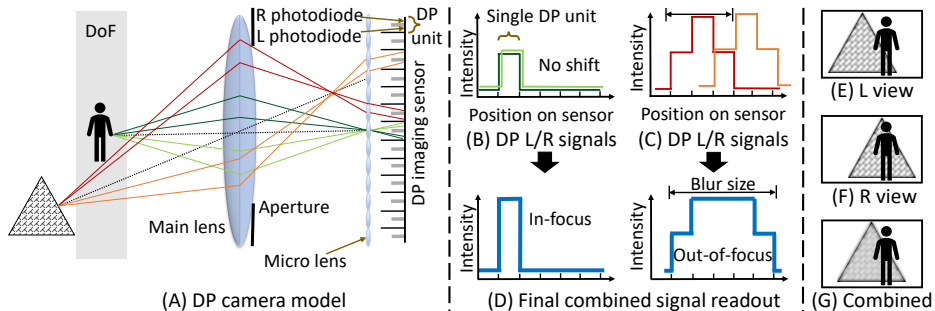 DoF
R photodiode
L photodiode
DP
unit
DP imaging sensor
Main lens
Aperture
Micro lens
(A) DP camera model
Intensity
Single DP unit
No shift
Position on sensor
(B) DP L/R signals
Intensity
Position on sensor
(C) DP L/R signals
Intensity
In-focus
Intensity
Blur size
Out-of-focus
(D) Final combined signal readout
(E) L view
(F) R view
(G) Combined